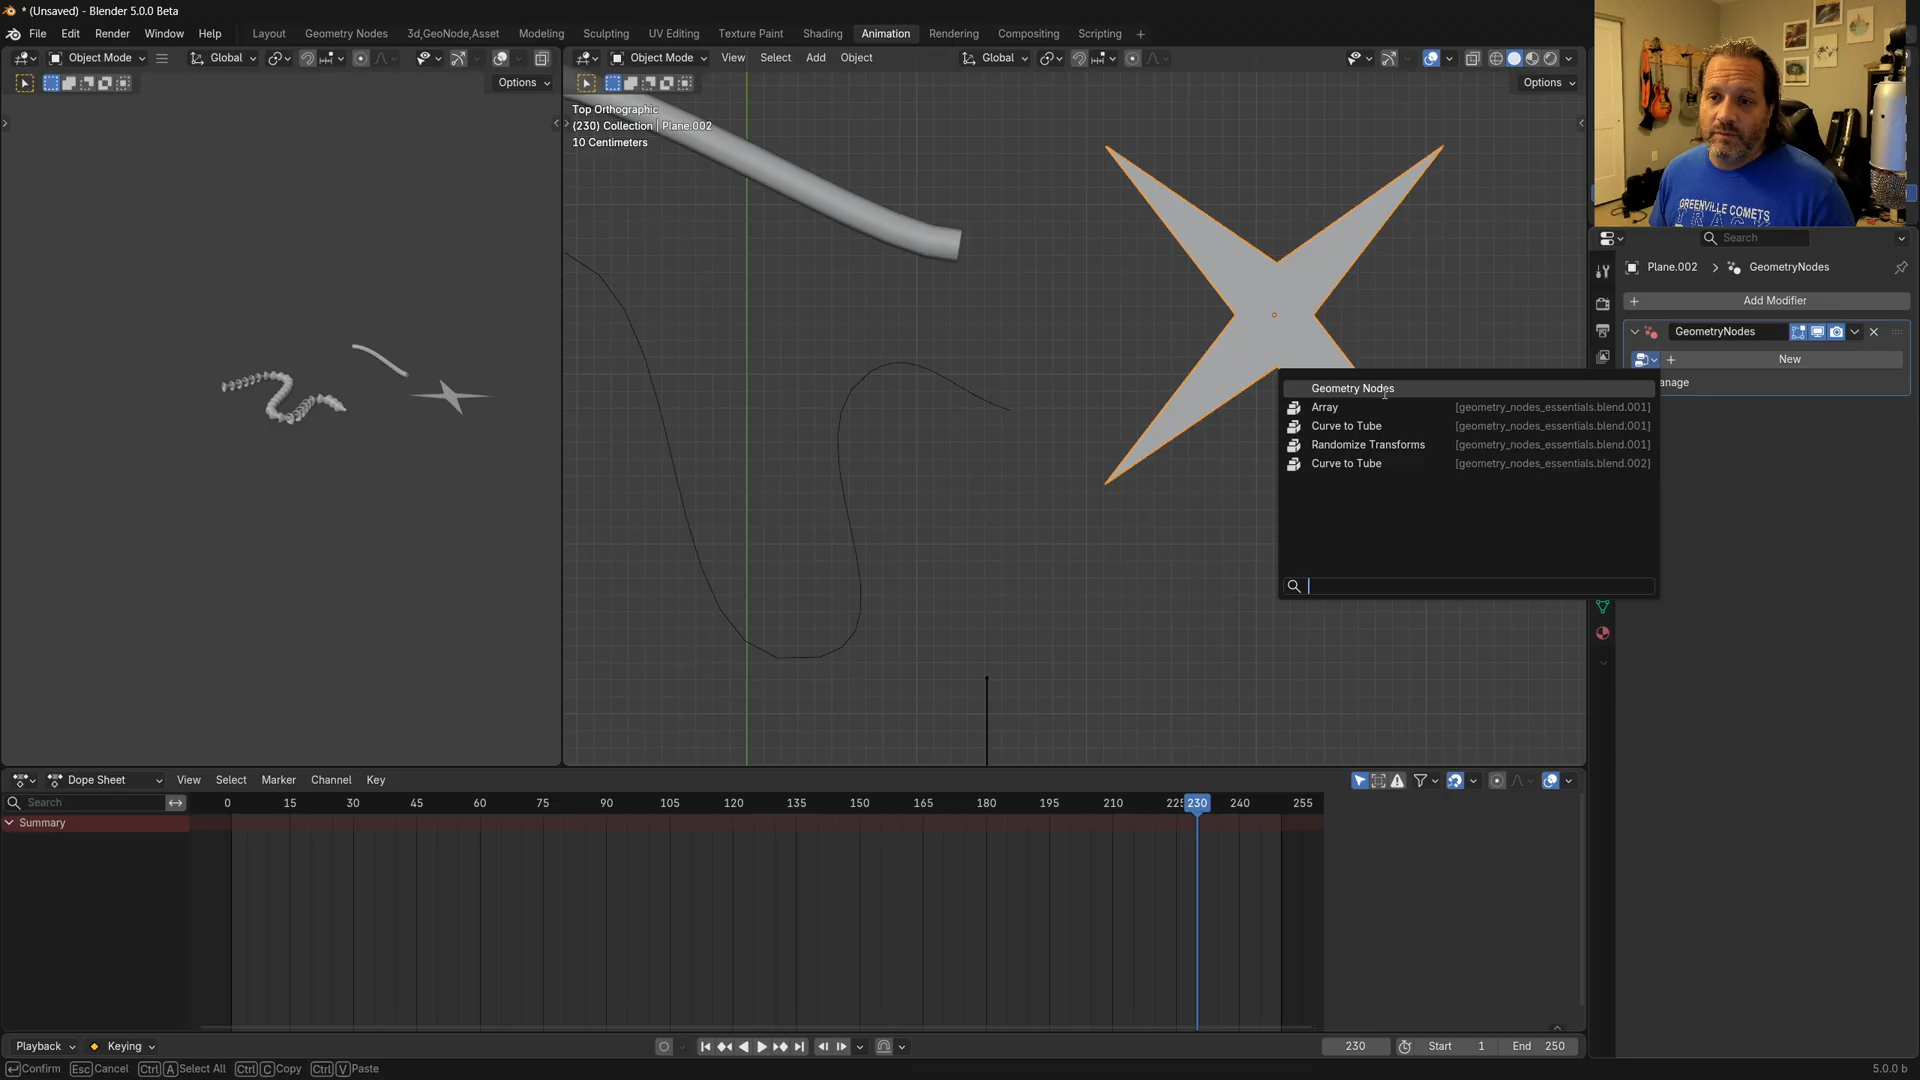 * (Unsaved) - Blender 5.0.0 Beta
File Edit Render Window Help Layout Geometry Nodes 3d,GeoNode,Asset Modeling Sculpting UV Editing Texture Paint Shading Animation Rendering Compositing Scripting +
Object Mode Global
Object Mode View Select Add Object Global
Options
Options
Top Orthographic
(230) Collection | Plane.002
10 Centimeters
GREENVILLE COMETS
TRACK
Search
Plane.002 > GeometryNodes
+ Add Modifier
GeometryNodes
+ New
anage
Geometry Nodes
Array [geometry_nodes_essentials.blend.001]
Curve to Tube [geometry_nodes_essentials.blend.001]
Randomize Transforms [geometry_nodes_essentials.blend.001]
Curve to Tube [geometry_nodes_essentials.blend.002]
Dope Sheet View Select Marker Channel Key
Search
0 15 30 45 60 75 90 105 120 135 150 165 180 195 210 225 230 240 255
Summary
Playback Keying 230 Start 1 End 250
Confirm Esc Cancel Ctrl A Select All Ctrl C Copy Ctrl V Paste 5.0.0 b